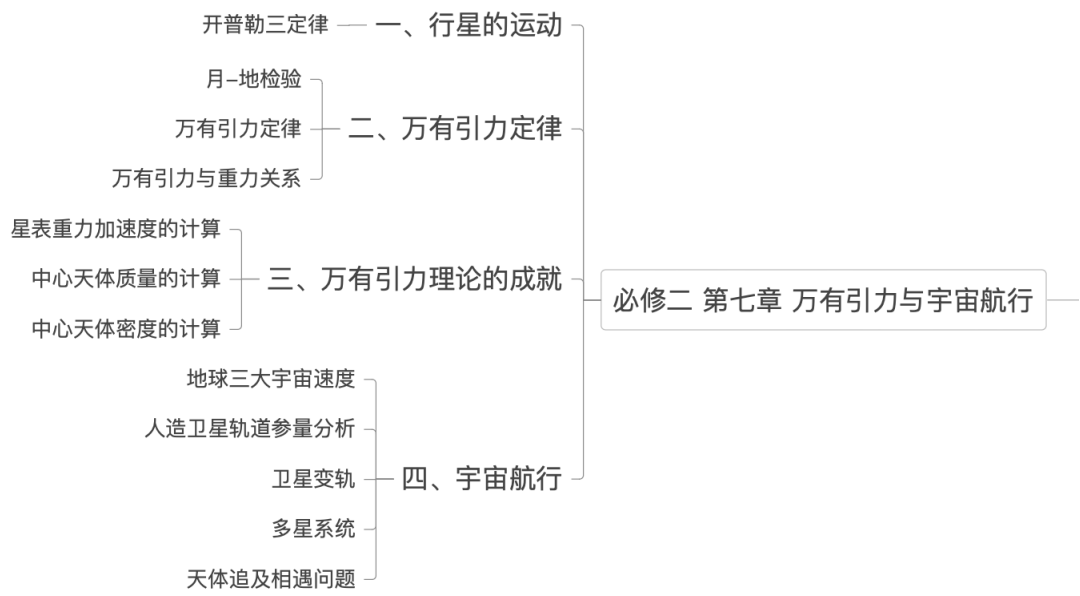 必修二 第七章 万有引力与宇宙航行
一、行星的运动
开普勒三定律
二、万有引力定律
月–地检验
万有引力定律
万有引力与重力关系
三、万有引力理论的成就
星表重力加速度的计算
中心天体质量的计算
中心天体密度的计算
四、宇宙航行
地球三大宇宙速度
人造卫星轨道参量分析
卫星变轨
多星系统
天体追及相遇问题